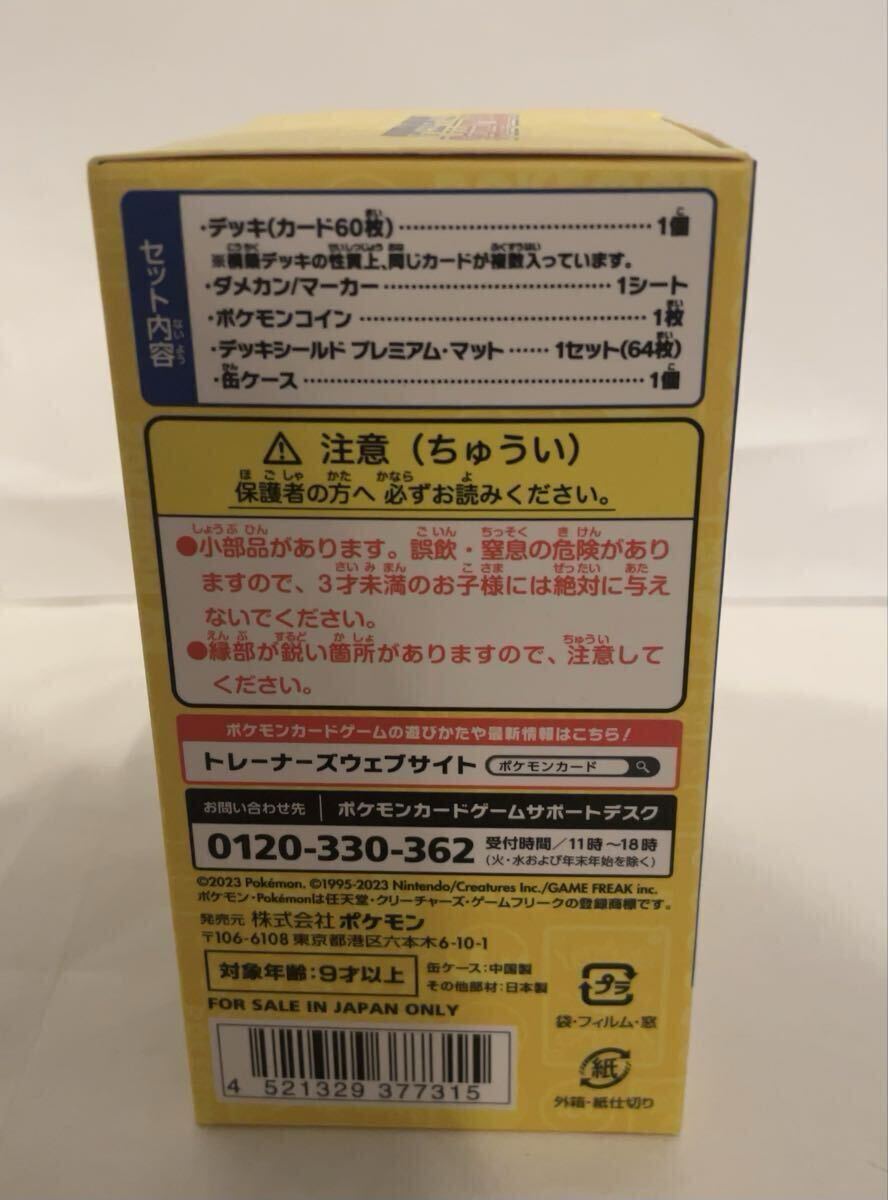 セット内容
・デッキ(カード60枚)……………………………1個
※構築デッキの性質上、同じカードが複数入っています。
・ダメカン/マーカー……………………………1シート
・ポケモンコイン……………………………1枚
・デッキシールド プレミアム・マット……1セット(64枚)
・缶ケース……………………………1個
⚠ 注意（ちゅうい）
保護者の方へ 必ずお読みください。
●小部品があります。誤飲・窒息の危険があり
ますので、3才未満のお子様には絶対に与え
ないでください。
●縁部が鋭い箇所がありますので、注意して
ください。
ポケモンカードゲームの遊びかたや最新情報はこちら!
トレーナーズウェブサイト ポケモンカード
お問い合わせ先 ポケモンカードゲームサポートデスク
0120-330-362 受付時間／11時～18時
(火・水および年末年始を除く)
©2023 Pokémon. ©1995-2023 Nintendo/Creatures Inc./GAME FREAK inc.
ポケモン・Pokémonは任天堂・クリーチャーズ・ゲームフリークの登録商標です。
発売元 株式会社ポケモン
〒106-6108 東京都港区六本木6-10-1
対象年齢:9才以上
缶ケース:中国製
その他部材:日本製
FOR SALE IN JAPAN ONLY
4 521329 377315
プラ
袋・フィルム・窓
紙
外箱・紙仕切り